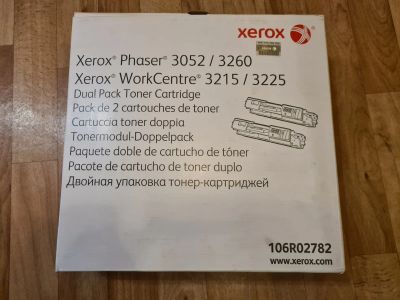 xerox
Xerox® Phaser® 3052 / 3260
Xerox® WorkCentre® 3215 / 3225
Dual Pack Toner Cartridge
Pack de 2 cartouches de toner
Cartuccia toner doppia
Tonermodul-Doppelpack
Paquete doble de cartucho de tóner
Pacote de cartucho de toner duplo
Двойная упаковка тонер-картриджей
106R02782
www.xerox.com